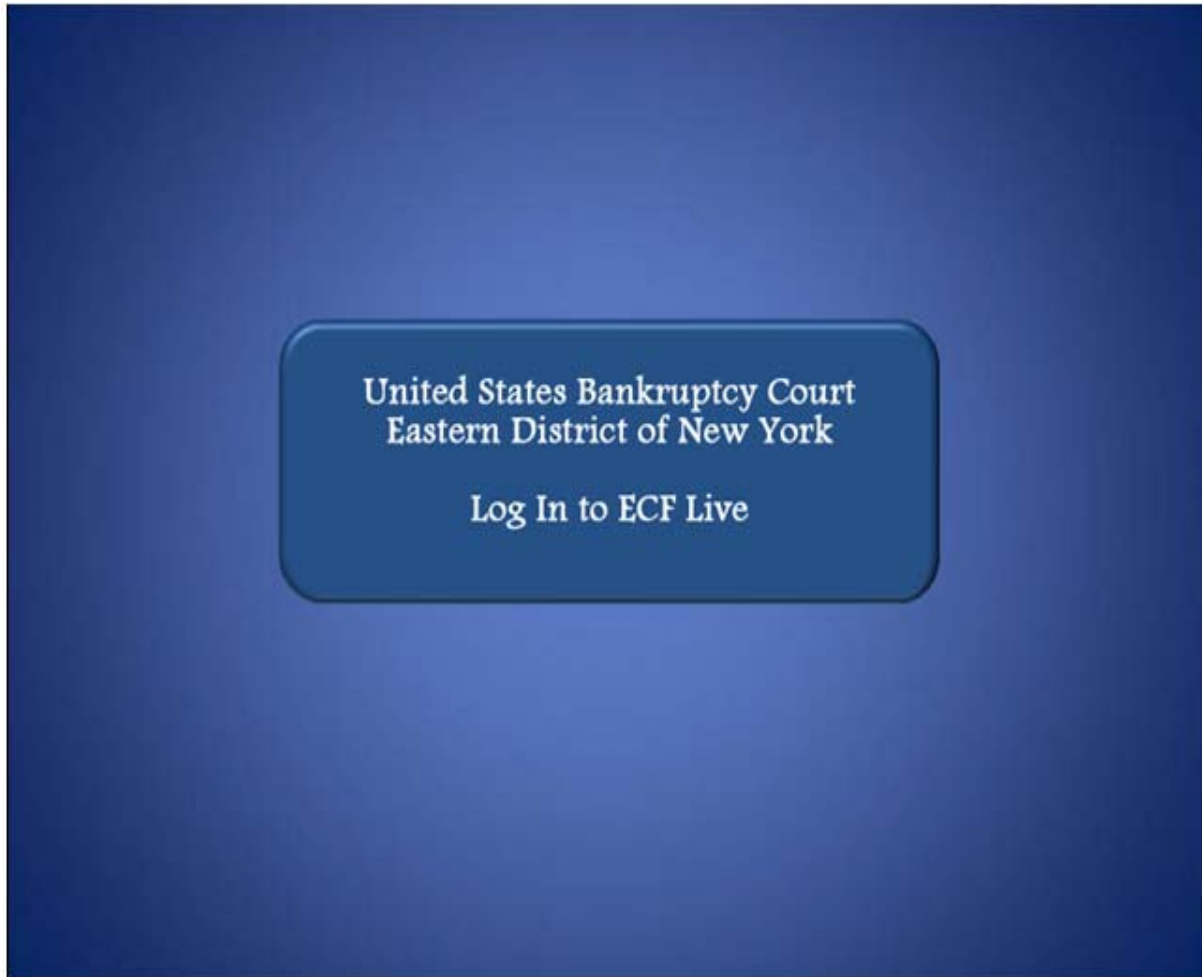 United States Bankruptcy Court
Eastern District of New York
Log In to ECF Live